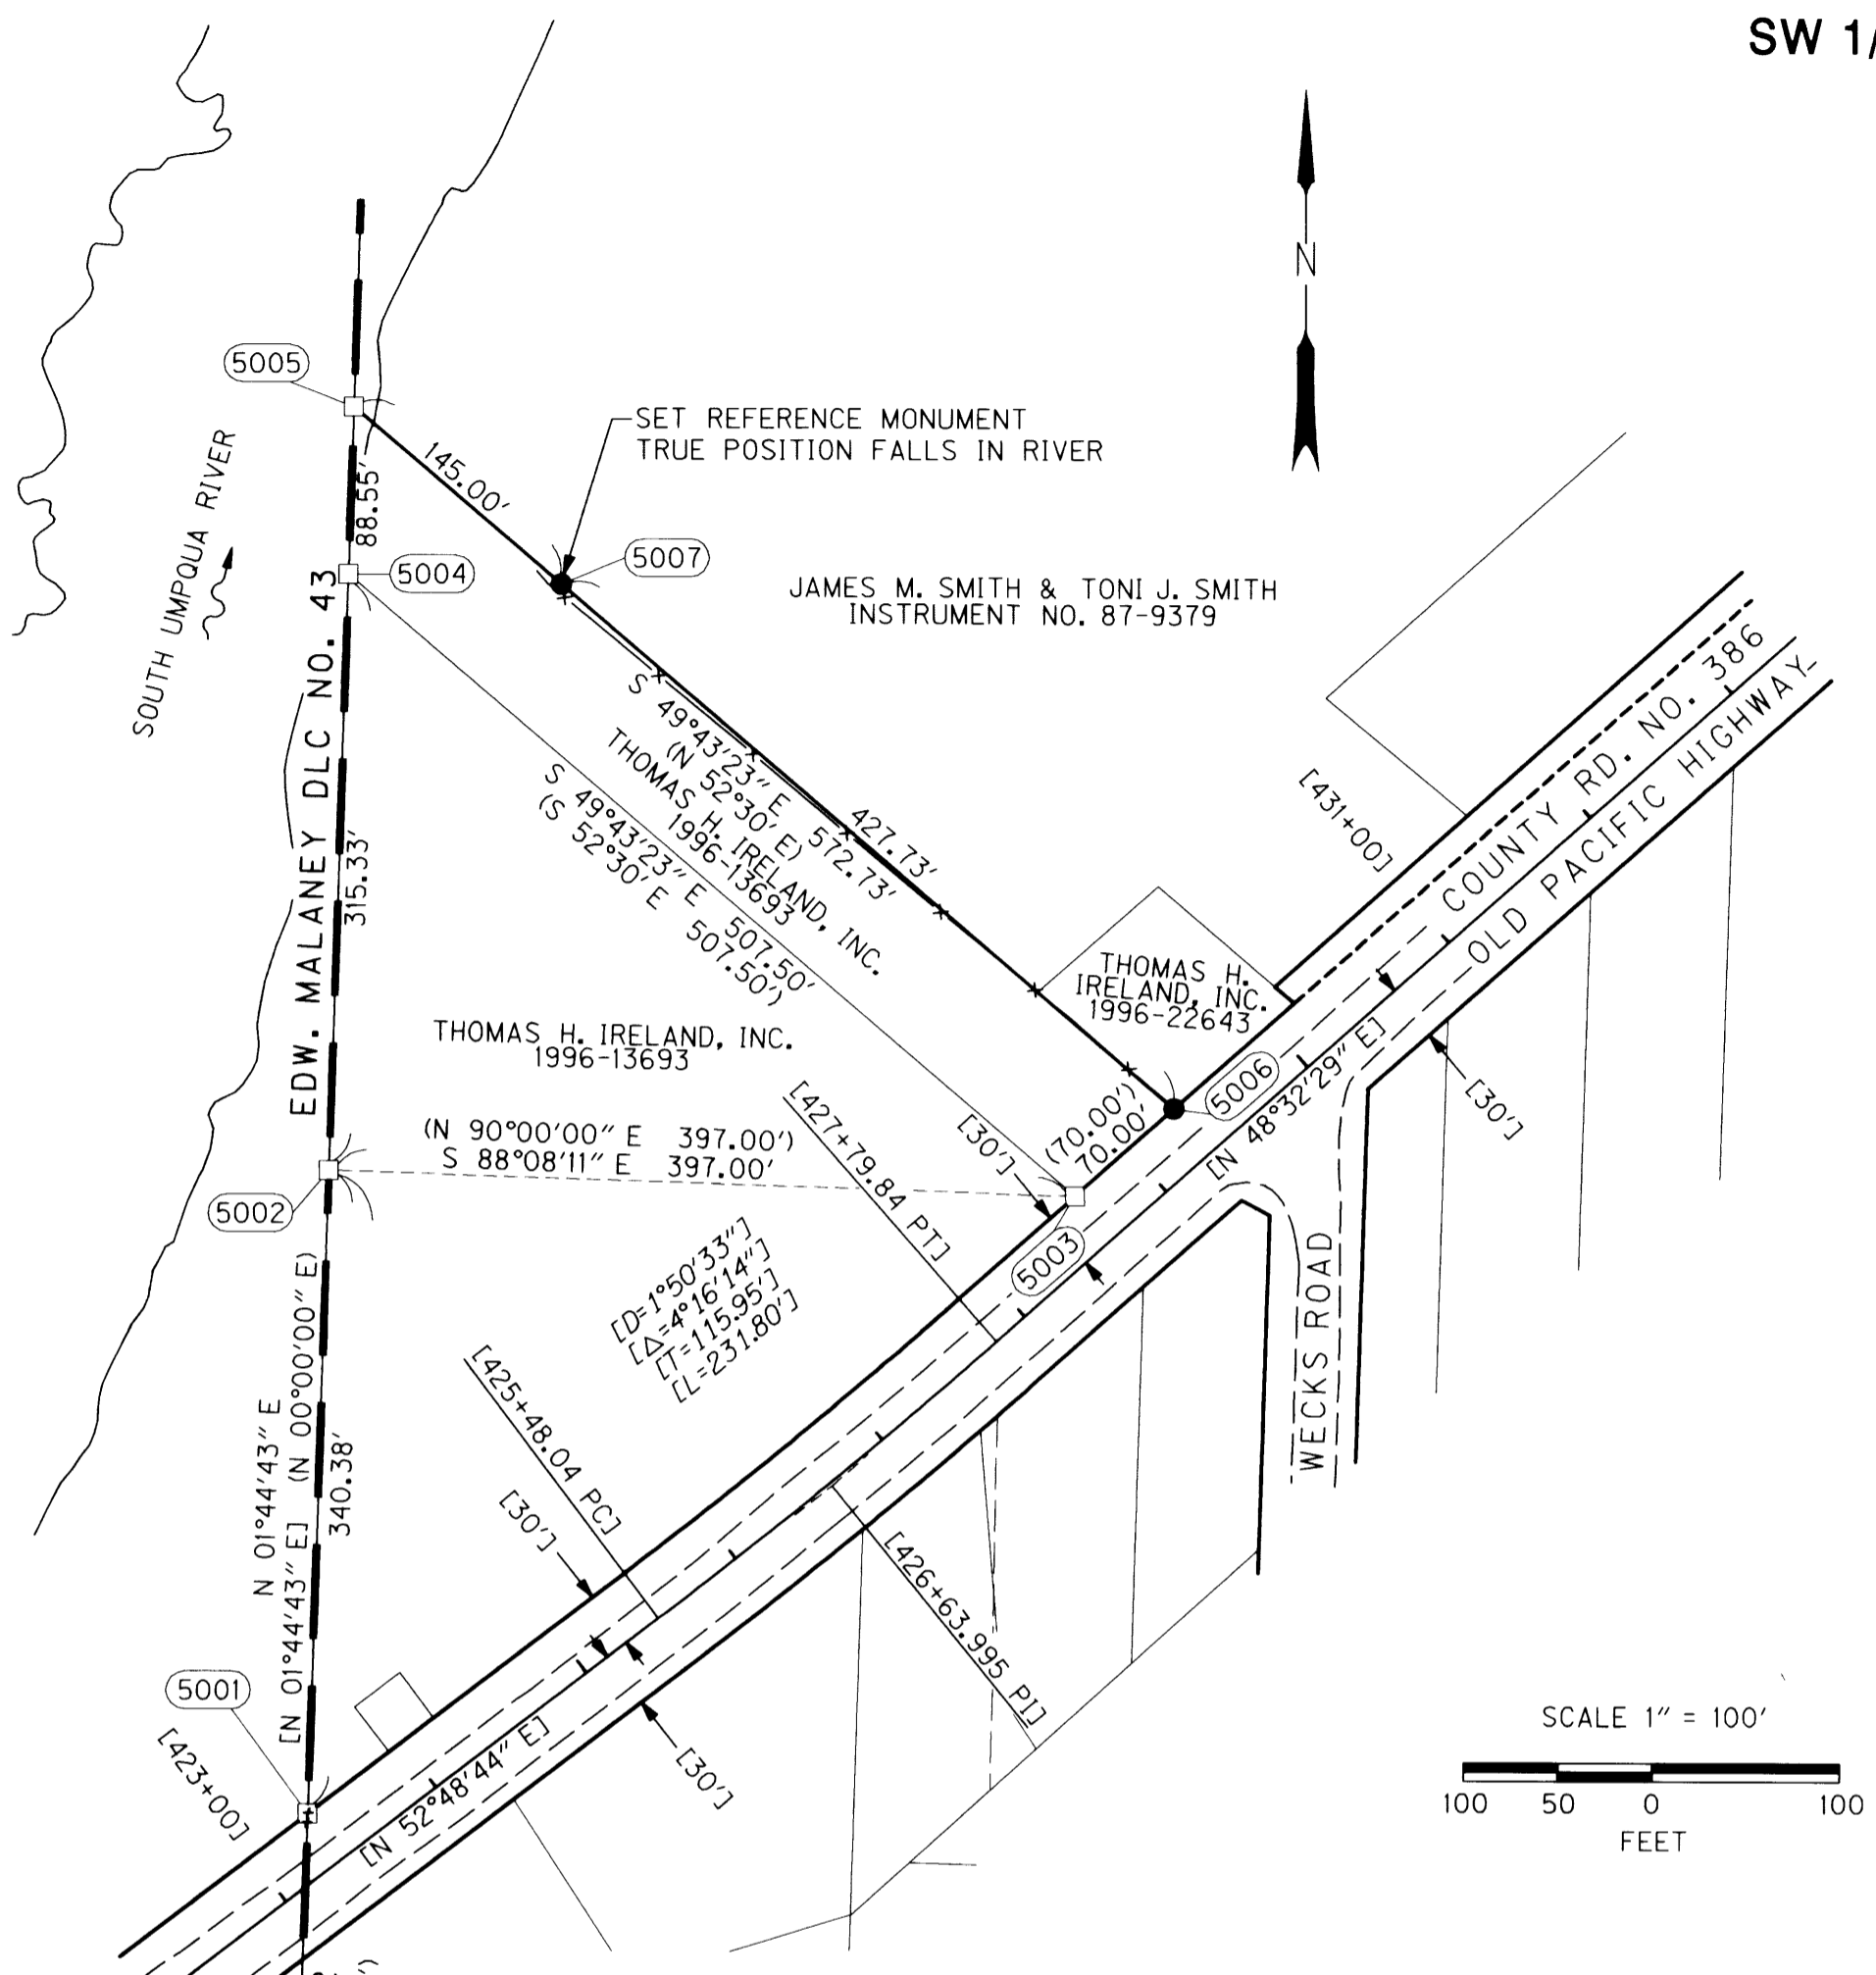 SW 1/
N
5005
SET REFERENCE MONUMENT
TRUE POSITION FALLS IN RIVER
145.00'
88.55'
5007
5004
SOUTH UMPQUA RIVER
JAMES M. SMITH & TONI J. SMITH
INSTRUMENT NO. 87-9379
EDW. MALANEY DLC NO. 43
315.33'
S 49°43'23" E 572.73'
(N 52°30' E)
THOMAS H. IRELAND, INC.
1996-13693
427.73'
S 49°43'23" E 507.50'
(S 52°30' E 507.50')
[431+00]
COUNTY RD. NO. 386
OLD PACIFIC HIGHWAY
THOMAS H.
IRELAND, INC.
1996-22643
THOMAS H. IRELAND, INC.
1996-13693
(N 90°00'00" E 397.00')
S 88°08'11" E 397.00'
5002
(70.00')
70.00'
5006
[30']
[N 48°32'29" E]
[30']
[427+79.84 PT]
5003
WECKS ROAD
[D=1°50'33"]
[Δ=4°16'14"]
[T=115.95']
[L=231.80']
[425+48.04 PC]
[30']
N 01°44'43" E
[N 01°44'43" E] (N 00°00'00" E)
340.38'
[426+63.995 PI]
5001
[423+00]
[N 52°48'44" E]
[30']
SCALE 1" = 100'
100 50 0 100
FEET